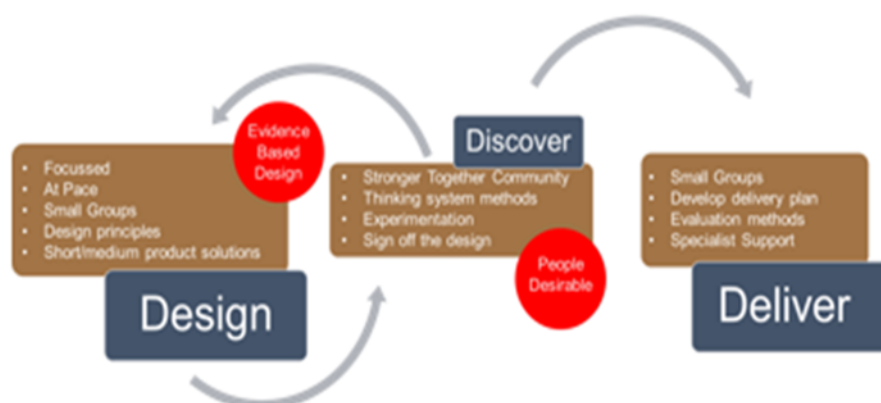 Evidence
Based
Design
• Focussed
• At Pace
• Small Groups
• Design principles
• Short/medium product solutions
Design
Discover
• Stronger Together Community
• Thinking system methods
• Experimentation
• Sign off the design
People
Desirable
• Small Groups
• Develop delivery plan
• Evaluation methods
• Specialist Support
Deliver